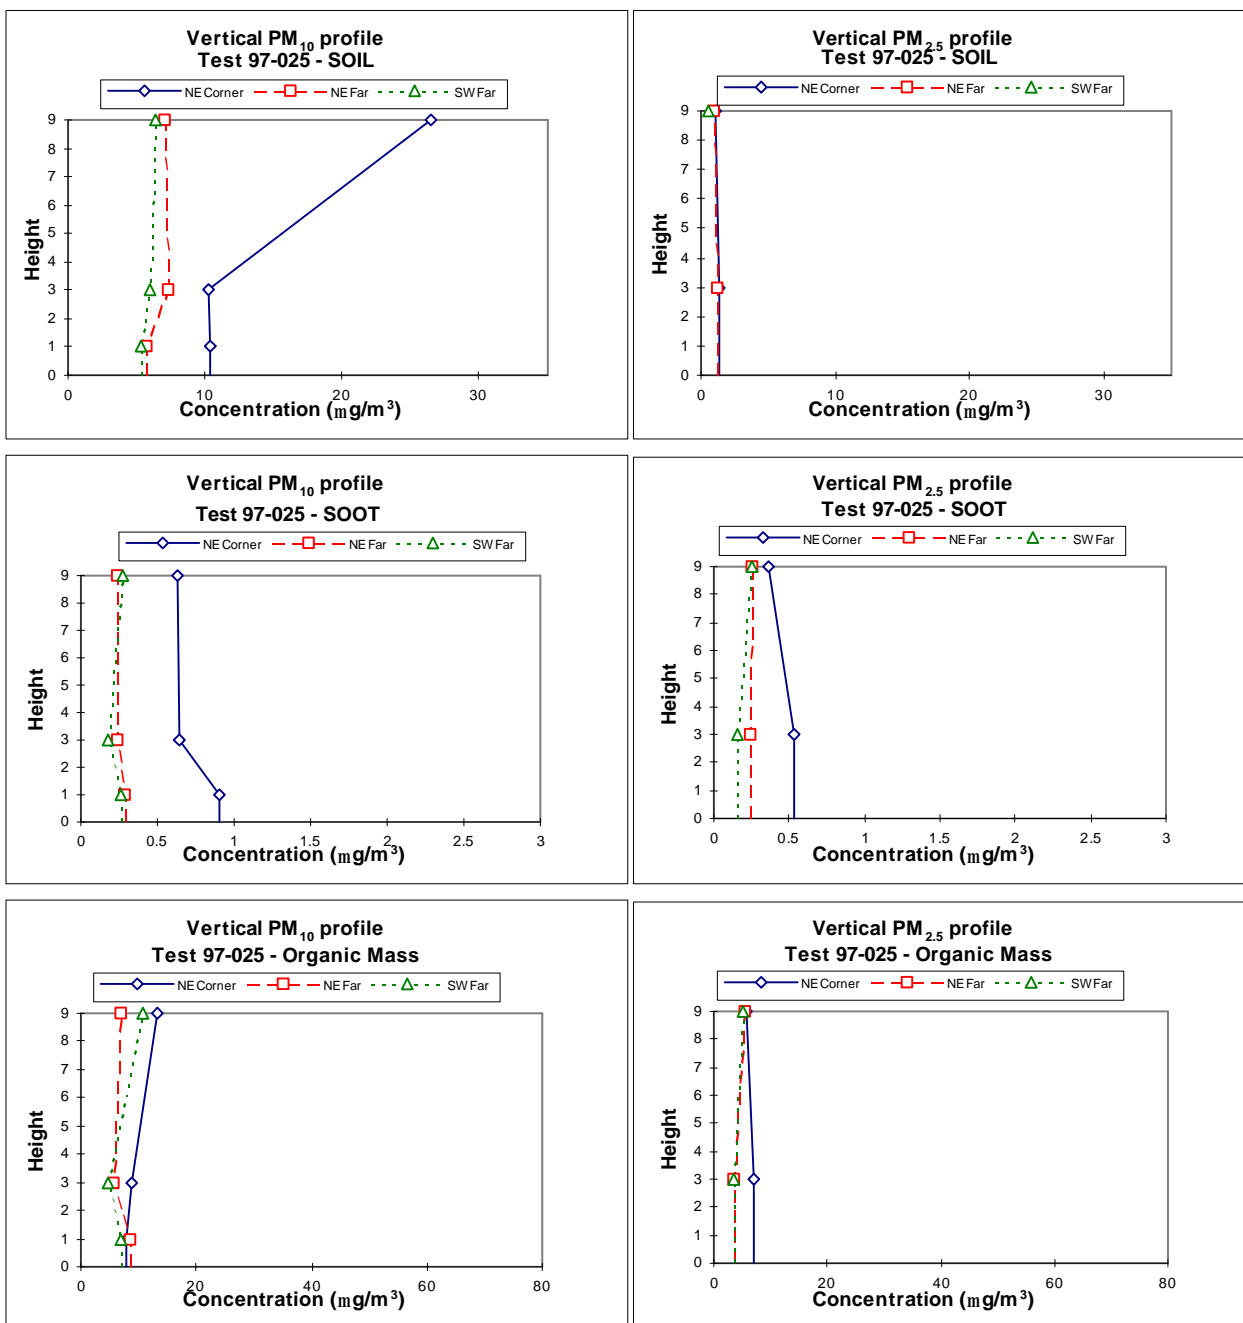 Vertical PM10 profile
Test 97-025 - SOIL
NE Corner NE Far SW Far
9
8
7
6
5
4
3
2
1
0
Height
0 10 20 30
Concentration (mg/m3)
Vertical PM2.5 profile
Test 97-025 - SOIL
NE Corner NE Far SW Far
9
8
7
6
5
4
3
2
1
0
Height
0 10 20 30
Concentration (mg/m3)
Vertical PM10 profile
Test 97-025 - SOOT
NE Corner NE Far SW Far
9
8
7
6
5
4
3
2
1
0
Height
0 0.5 1 1.5 2 2.5 3
Concentration (mg/m3)
Vertical PM2.5 profile
Test 97-025 - SOOT
NE Corner NE Far SW Far
9
8
7
6
5
4
3
2
1
0
Height
0 0.5 1 1.5 2 2.5 3
Concentration (mg/m3)
Vertical PM10 profile
Test 97-025 - Organic Mass
NE Corner NE Far SW Far
9
8
7
6
5
4
3
2
1
0
Height
0 20 40 60 80
Concentration (mg/m3)
Vertical PM2.5 profile
Test 97-025 - Organic Mass
NE Corner NE Far SW Far
9
8
7
6
5
4
3
2
1
0
Height
0 20 40 60 80
Concentration (mg/m3)